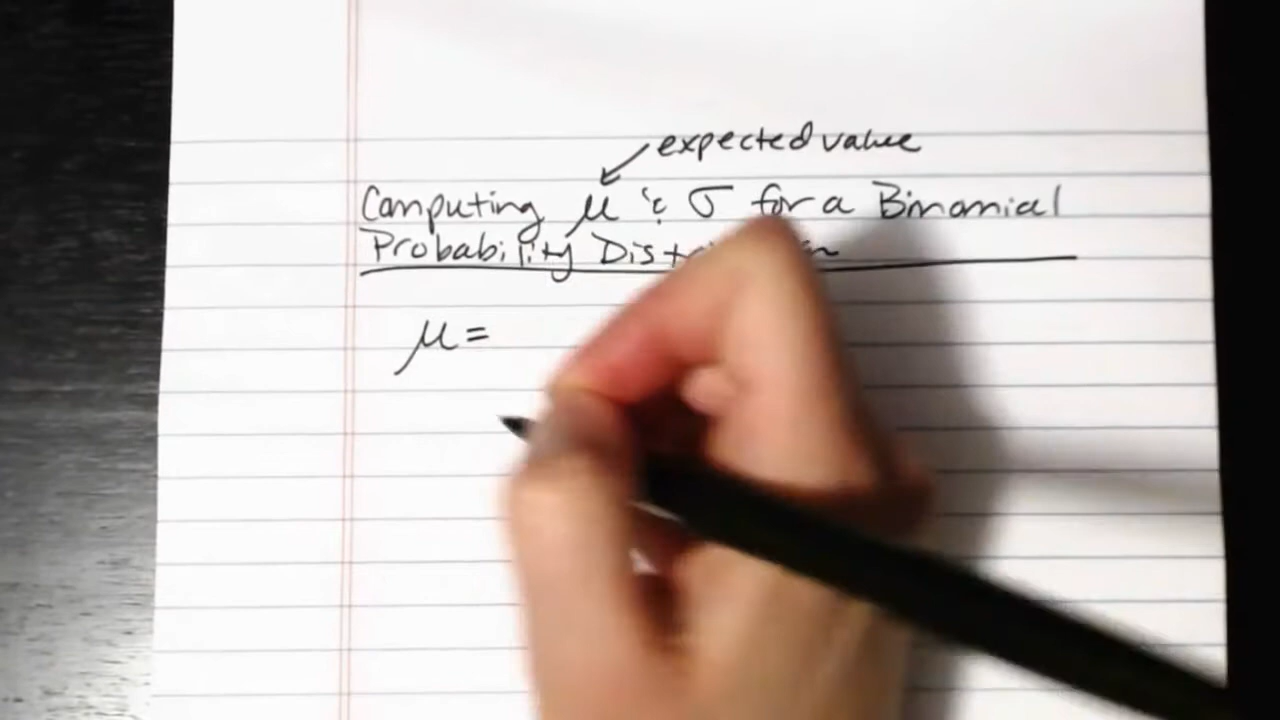 expected value
Computing μ & σ for a Binomial
Probability
μ =